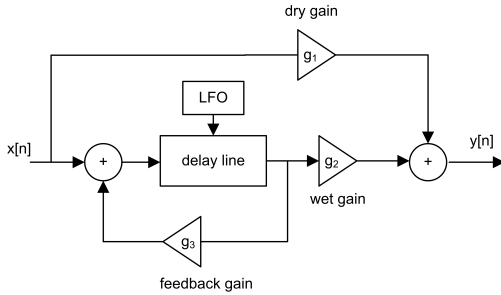 dry gain
g1
LFO
x[n]
+
delay line
g2
+
y[n]
wet gain
g3
feedback gain